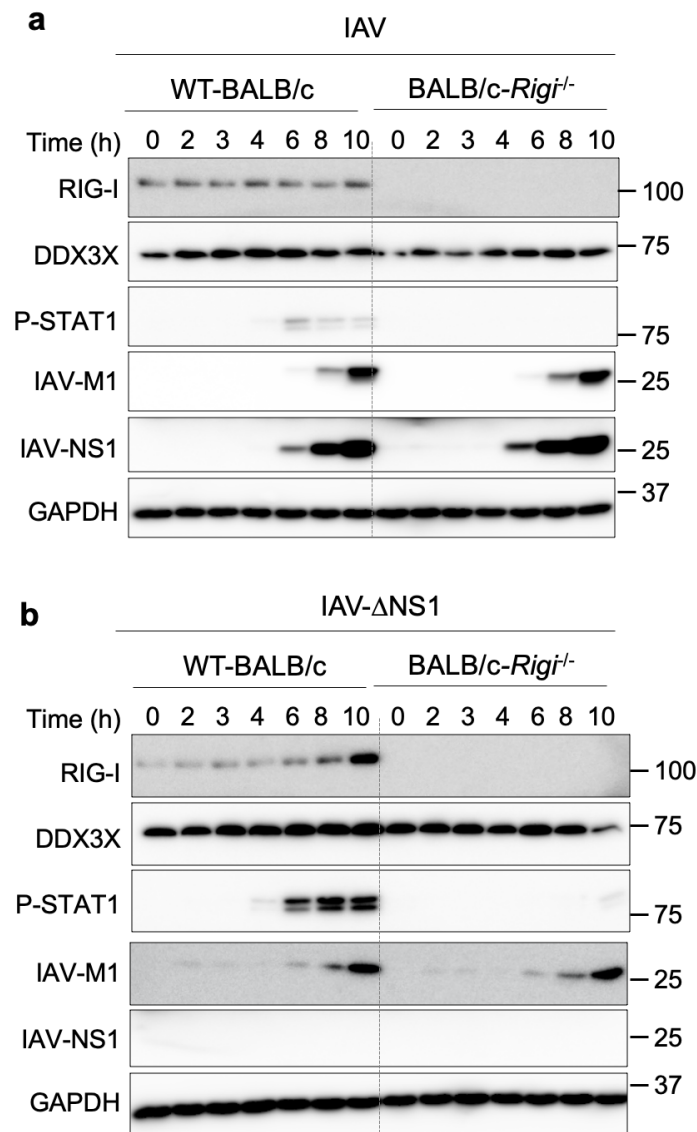 a
IAV
WT-BALB/c BALB/c-Rigi-/-
Time (h) 0 2 3 4 6 8 10 0 2 3 4 6 8 10
RIG-I 100
DDX3X 75
P-STAT1 75
IAV-M1 25
IAV-NS1 25
GAPDH 37
b
IAV-ΔNS1
WT-BALB/c BALB/c-Rigi-/-
Time (h) 0 2 3 4 6 8 10 0 2 3 4 6 8 10
RIG-I 100
DDX3X 75
P-STAT1 75
IAV-M1 25
IAV-NS1 25
GAPDH 37